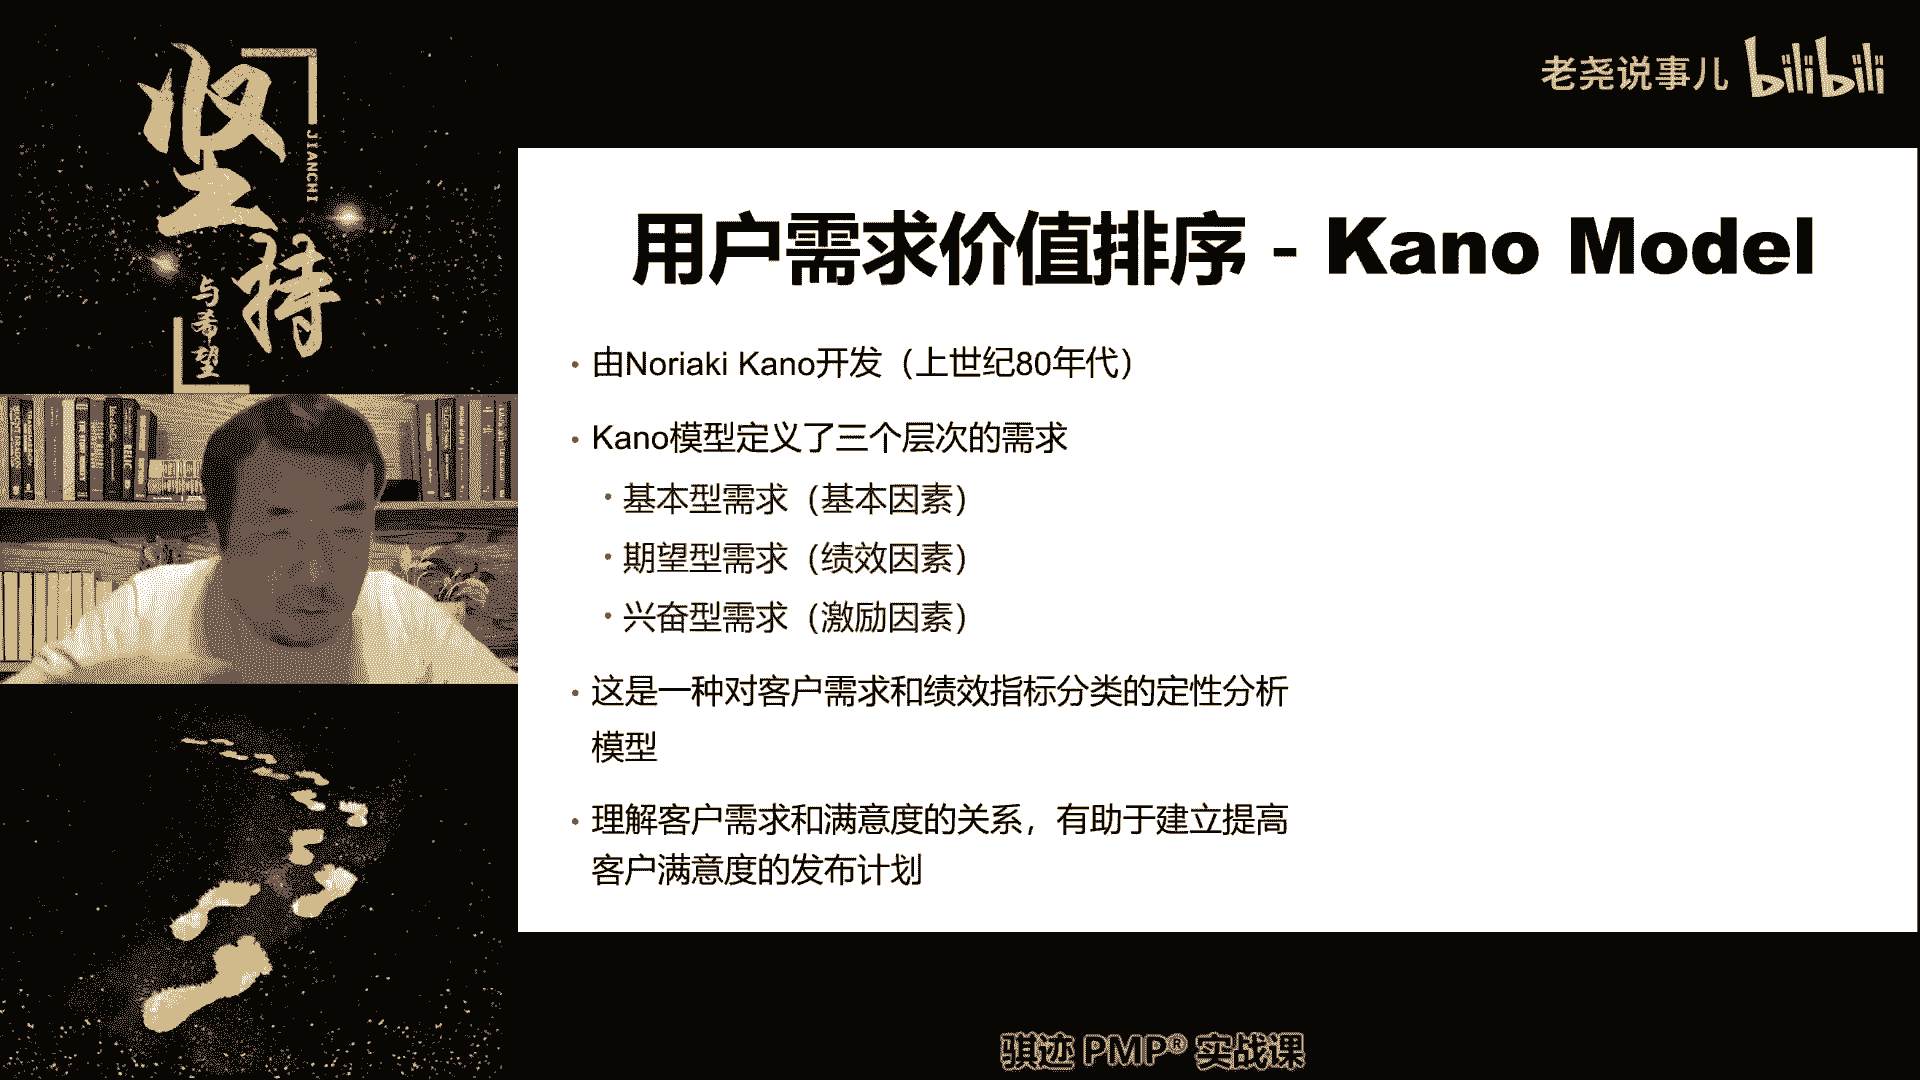 坚持
JIANCHI
与希望
老尧说事儿 bilibili
用户需求价值排序 - Kano Model
· 由Noriaki Kano开发（上世纪80年代）
· Kano模型定义了三个层次的需求
· 基本型需求（基本因素）
· 期望型需求（绩效因素）
· 兴奋型需求（激励因素）
· 这是一种对客户需求和绩效指标分类的定性分析
模型
· 理解客户需求和满意度的关系，有助于建立提高
客户满意度的发布计划
骐迹 PMP® 实战课